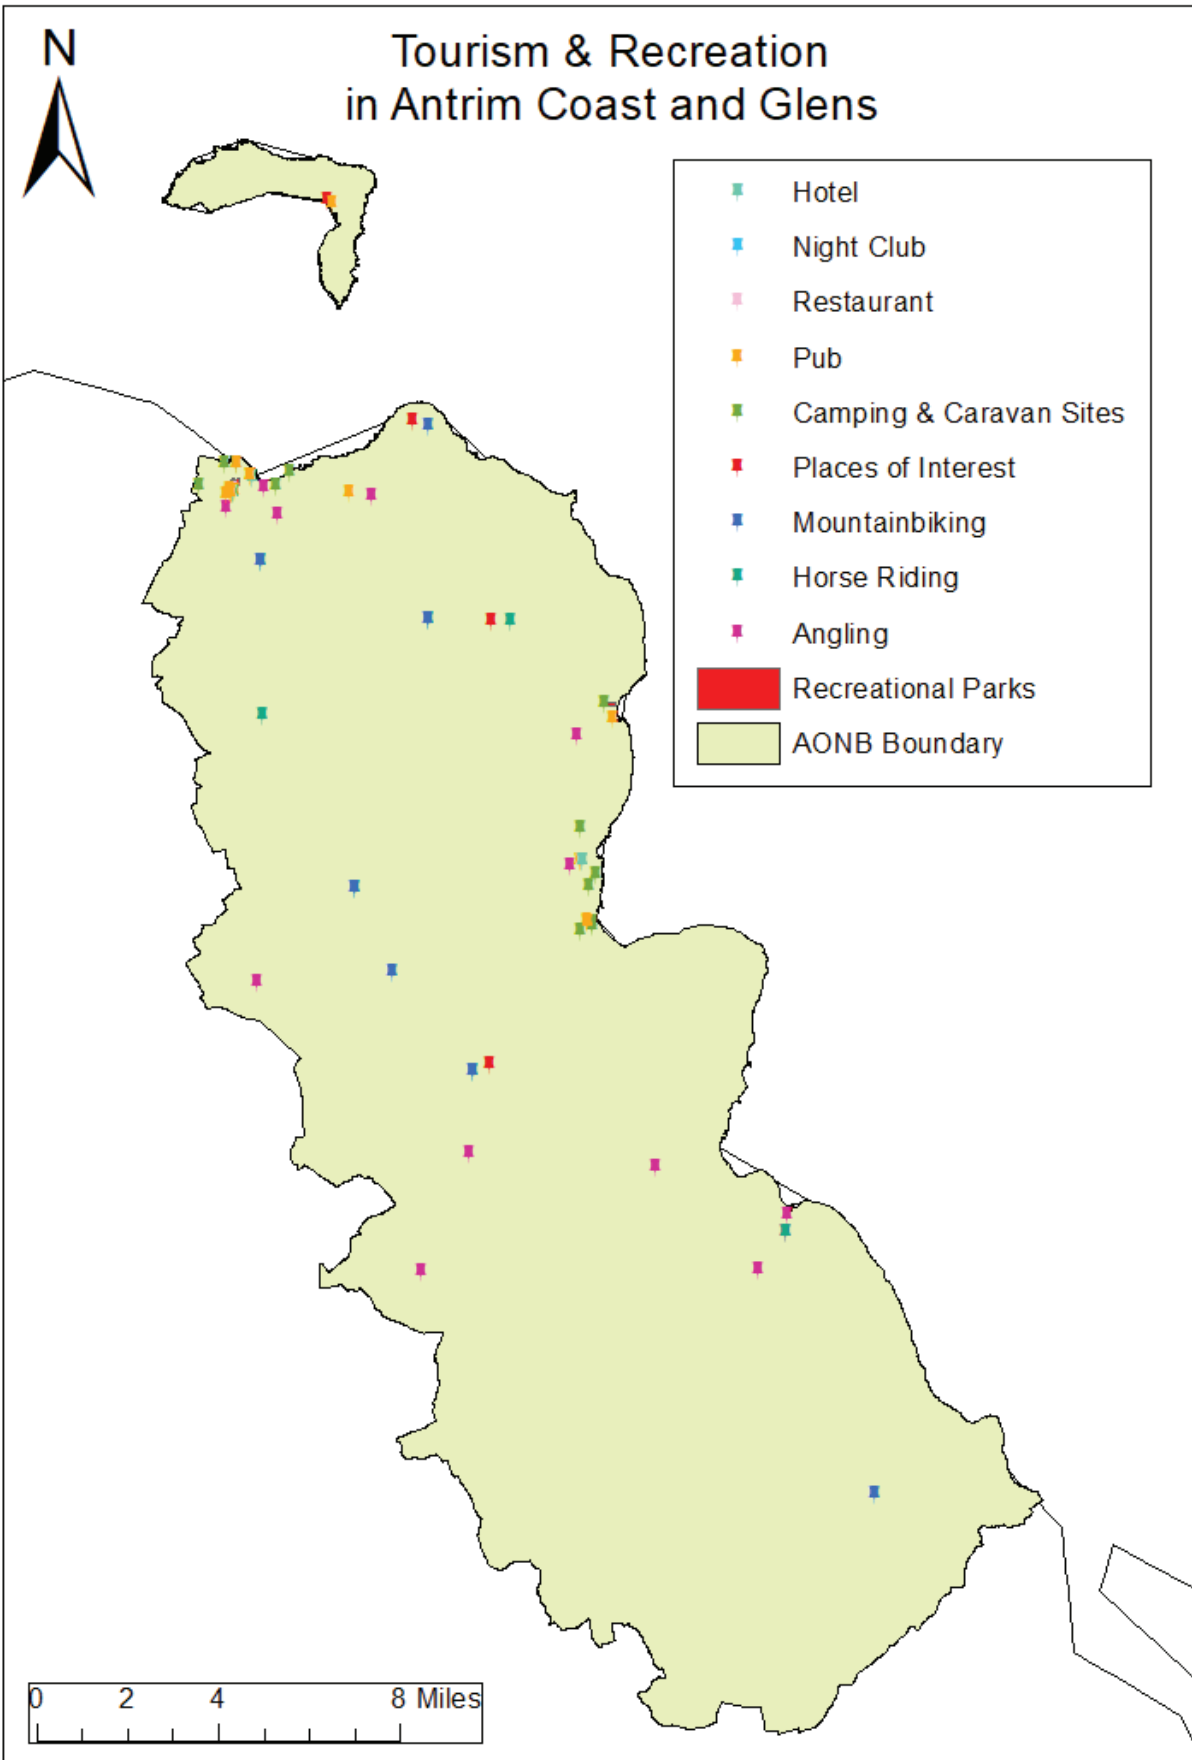 N
Tourism & Recreation
in Antrim Coast and Glens
Hotel
Night Club
Restaurant
Pub
Camping & Caravan Sites
Places of Interest
Mountainbiking
Horse Riding
Angling
Recreational Parks
AONB Boundary
0 2 4 8 Miles